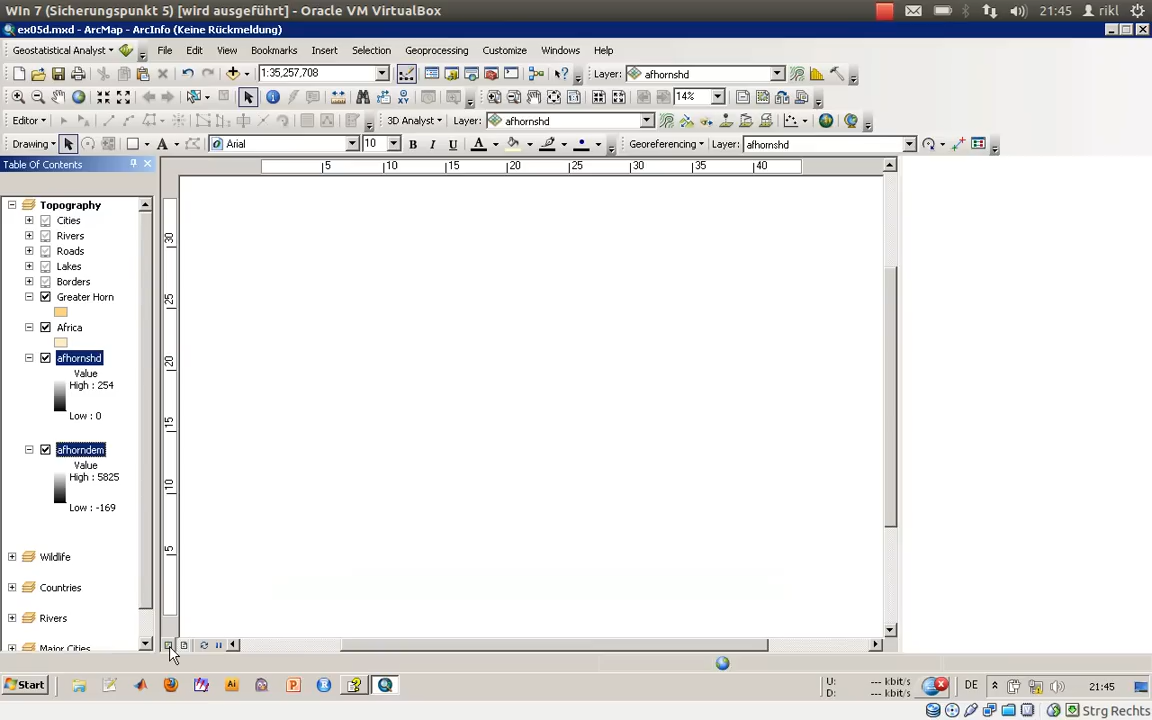 WIn 7 (Sicherungspunkt 5) [wird ausgeführt] - Oracle VM VirtualBox
21:45
rikl
ex05d.mxd - ArcMap - ArcInfo (Keine Rückmeldung)
Geostatistical Analyst
File
Edit
View
Bookmarks
Insert
Selection
Geoprocessing
Customize
Windows
Help
1:35,257,708
Layer:
afhornshd
14%
Editor
3D Analyst
Layer:
afhornshd
Drawing
A
Arial
10
B
I
U
A
Georeferencing
Layer:
afhornshd
Table Of Contents
5
10
15
20
25
30
35
40
30
25
20
15
10
5
Topography
Cities
Rivers
Roads
Lakes
Borders
Greater Horn
Africa
afhornshd
Value
High : 254
Low : 0
afhorndem
Value
High : 5825
Low : -169
Wildlife
Countries
Rivers
Major Cities
Start
Ai
P
R
U:
--- kbit/s
D:
--- kbit/s
DE
21:45
Strg Rechts